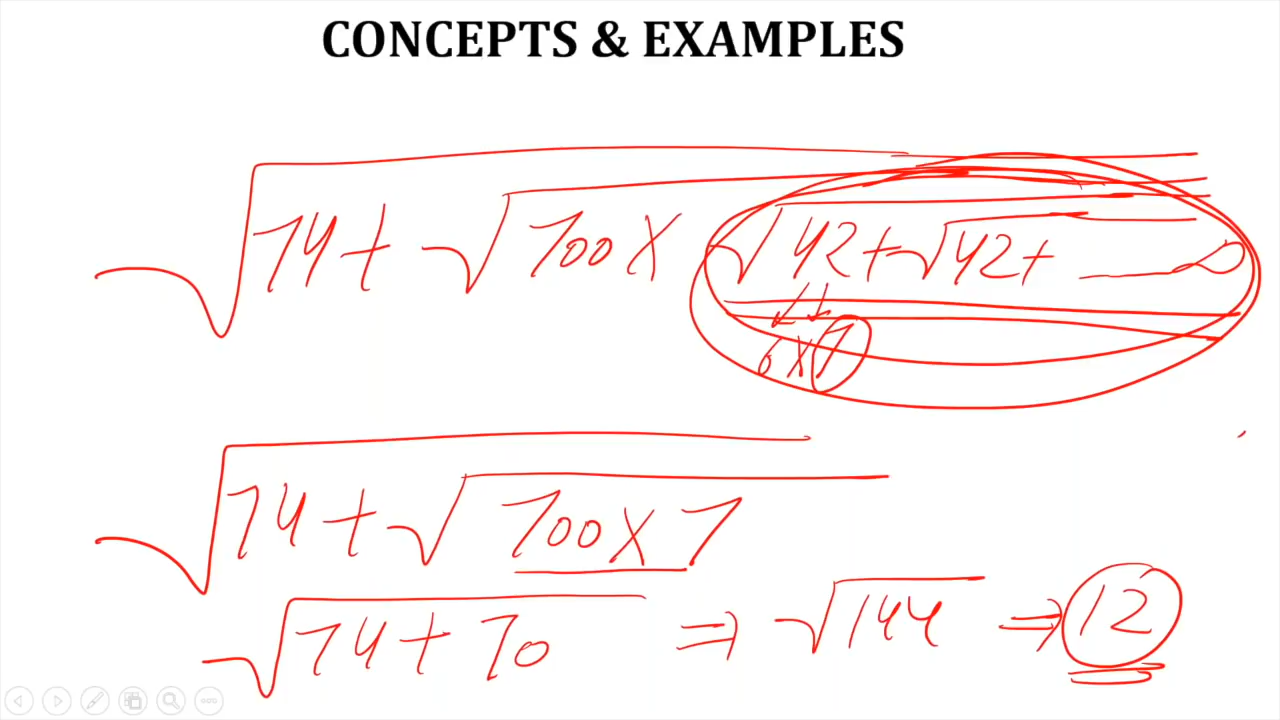 CONCEPTS & EXAMPLES
√74 + √700 X √42 + √42 + ----- ∞
6 X 7
√74 + √700 X 7
√74 + 70 ⇒ √144 ⇒ 12